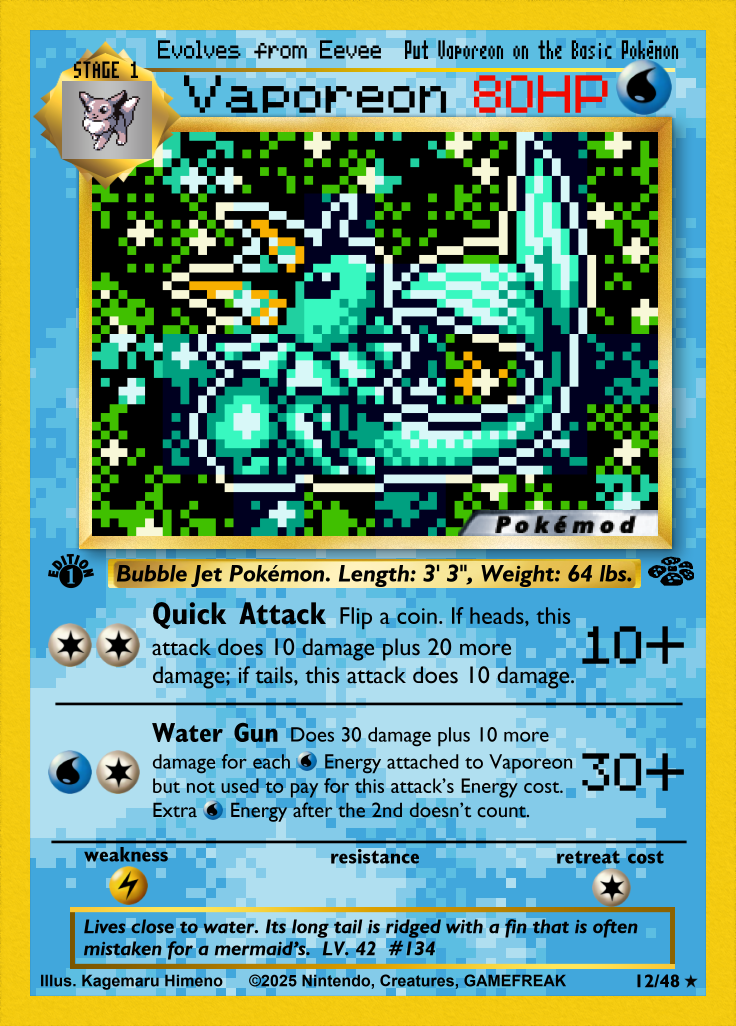 Evolves from Eevee Put Vaporeon on the Basic Pokémon
STAGE 1
Vaporeon 80HP
Pokémod
EDITION 1
Bubble Jet Pokémon. Length: 3' 3", Weight: 64 lbs.
Quick Attack Flip a coin. If heads, this
attack does 10 damage plus 20 more
damage; if tails, this attack does 10 damage.
10+
Water Gun Does 30 damage plus 10 more
damage for each Energy attached to Vaporeon
but not used to pay for this attack's Energy cost.
Extra Energy after the 2nd doesn't count.
30+
weakness resistance retreat cost
Lives close to water. Its long tail is ridged with a fin that is often
mistaken for a mermaid's. LV. 42 #134
Illus. Kagemaru Himeno ©2025 Nintendo, Creatures, GAMEFREAK 12/48 ★